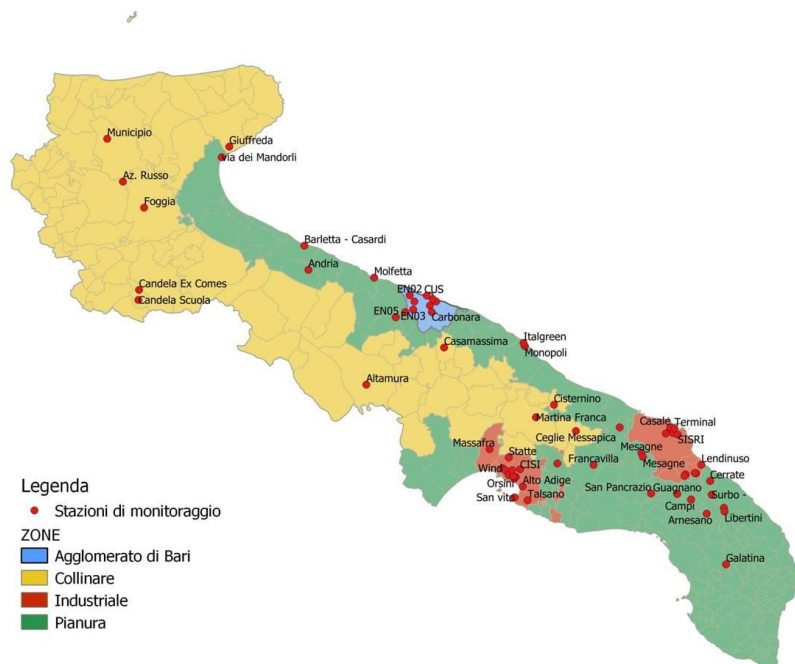 Municipio
Giuffreda
via dei Mandorli
Az. Russo
Foggia
Barletta - Casardi
Andria
Molfetta
Candela Ex Comes
Candela Scuola
EN02
CUS
EN05
EN03
Carbonara
Italgreen
Monopoli
Casamassima
Altamura
Cisternino
Martina Franca
Casale
Terminal
Ceglie Messapica
SISRI
Massafra
Statte
Francavilla
Mesagne
Mesagne
Lendinuso
Wind
CISI
Alto Adige
Orsini
San vito
Talsano
San Pancrazio
Guagnano
Cerrate
Campi
Surbo -
Arnesano
Libertini
Galatina
Legenda
Stazioni di monitoraggio
ZONE
Agglomerato di Bari
Collinare
Industriale
Pianura